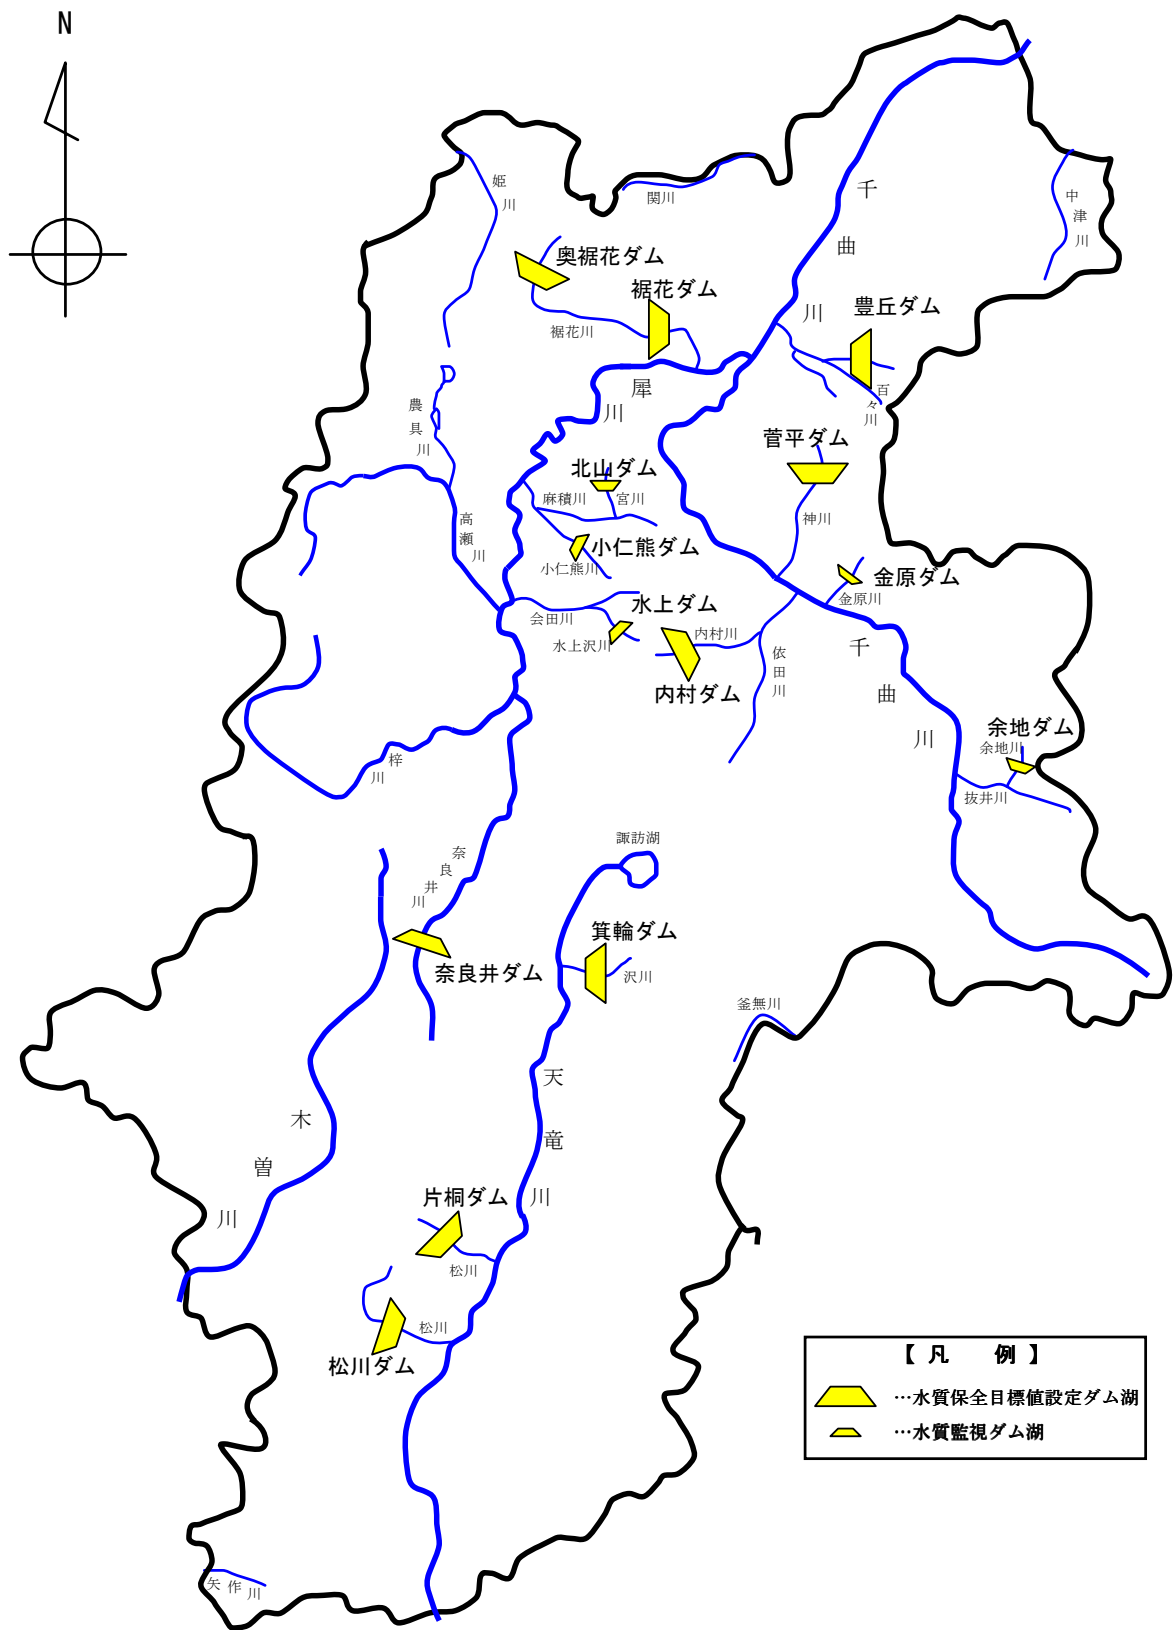 N
姫川
関川
千曲川
中津川
奥裾花ダム
裾花ダム
裾花川
豊丘ダム
百々川
犀川
農具川
菅平ダム
北山ダム
麻積川
宮川
神川
高瀬川
小仁熊ダム
小仁熊川
金原ダム
金原川
水上ダム
会田川
水上沢川
内村川
内村ダム
依田川
千曲川
余地ダム
余地川
抜井川
梓川
諏訪湖
奈良井川
箕輪ダム
沢川
奈良井ダム
釜無川
天竜川
木曽川
片桐ダム
松川
松川
松川ダム
矢作川
【凡 例】
…水質保全目標値設定ダム湖
…水質監視ダム湖